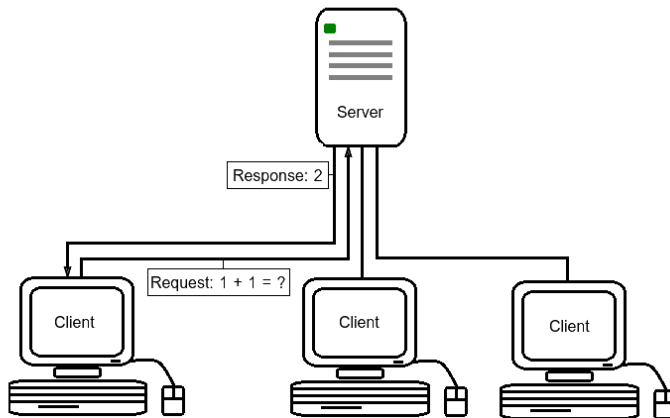 Server
Response: 2
Request: 1 + 1 = ?
Client
Client
Client